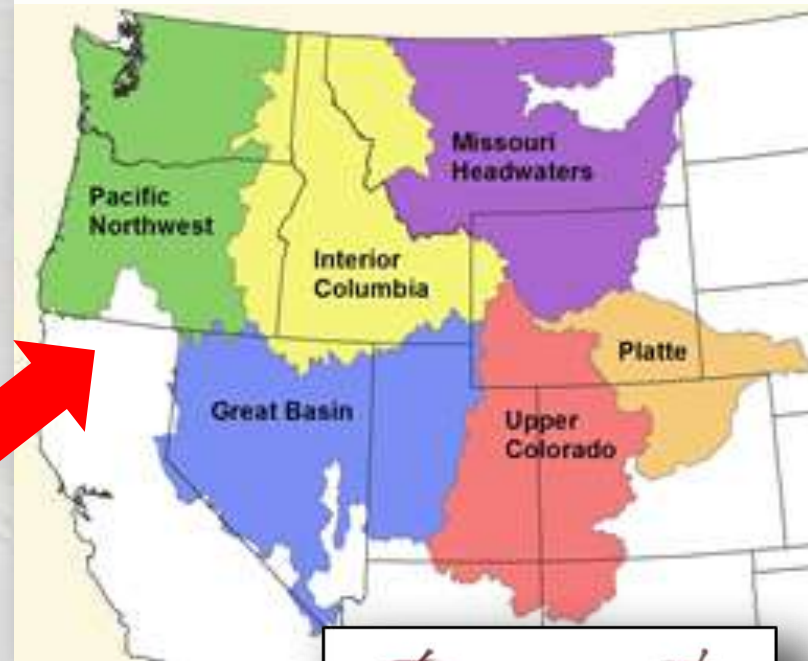 Missouri
Headwaters
Pacific
Northwest
Interior
Columbia
Platte
Great Basin
Upper
Colorado